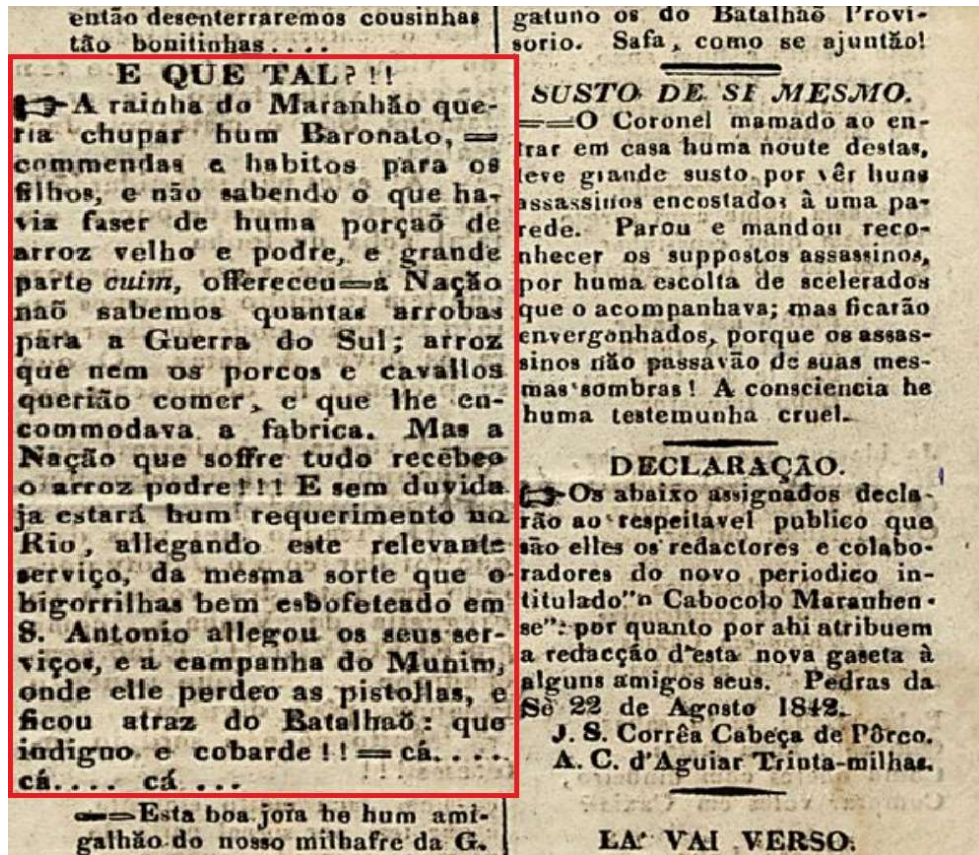 então desenterraremos cousinhas
tão bonitinhas....
E QUE TAL?!!
A rainha do Maranhão que-
ria chupar hum Baronato, =
commendas e habitos para os
filhos, e não sabendo o que ha-
via faser de huma porçaõ de
arroz velho e podre, e grande
parte cuim, offereceu=a Nação
naõ sabemos quantas arrobas
para a Guerra do Sul; arroz
que nem os porcos e cavallos
querião comer, e que lhe en-
commodava a fabrica. Mas a
Nação que soffre tudo recebeo
o arroz podre!!! E sem duvida
ja estará hum requerimento no
Rio, allegando este relevante
serviço, da mesma sorte que o
bigorrilhas bem esbofeteado em
S. Antonio allegou os seus ser-
viços, e a campanha do Munim,
onde elle perdeo as pistollas, e
ficou atraz do Batalhaõ: que
indigno e cobarde!!=cá....
cá.... cá ...
==Esta boa joia he hum ami-
galhão do nosso milhafre da G.
gatuno os do Batalhaõ Provi-
sorio. Safa, como se ajuntão!
SUSTO DE SI MESMO.
==O Coronel mamado ao en-
trar em casa huma noute destas,
teve grande susto por vêr huns
assassinos encostados à uma pa-
rede. Parou e mandou reco-
nhecer os suppostos assassinos,
por huma escolta de scelerados
que o acompanhava; mas ficarão
envergonhados, porque os assas-
sinos não passavão de suas mes-
mas sombras! A consciencia he
huma testemunha cruel.
DECLARAÇÃO.
Os abaixo assignados decla-
rão ao respeitavel publico que
são elles os redactores e colabo-
radores do novo periodico in-
titulado"o Cabocolo Maranhen-
se": por quanto por ahi atribuem
a redacção d'esta nova gaseta à
alguns amigos seus. Pedras da
Sè 22 de Agosto 1842.
J. S. Corrêa Cabeça de Pôrco.
A. C. d'Aguiar Trinta-milhas.
LA' VAI VERSO.